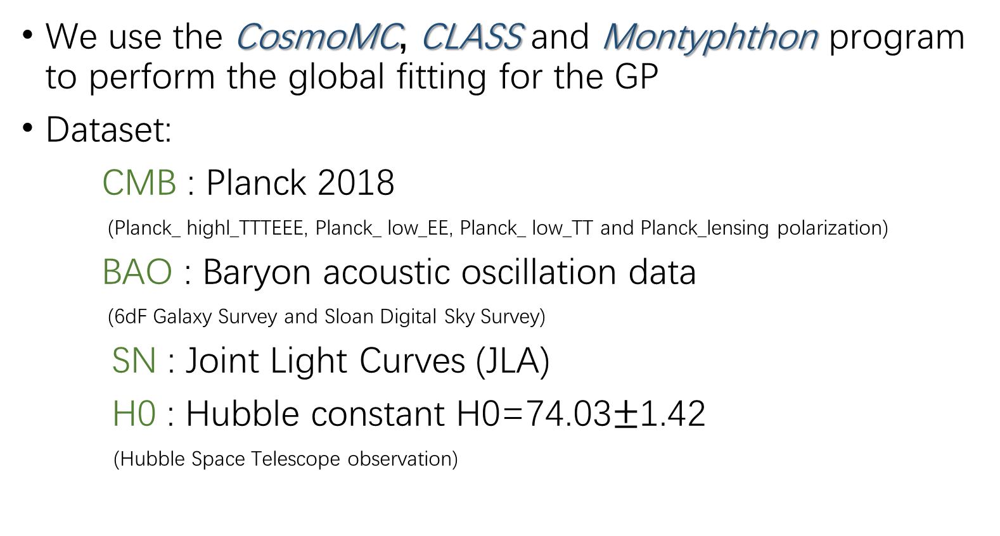 • We use the CosmoMC, CLASS and Montyphthon program
to perform the global fitting for the GP
• Dataset:
CMB : Planck 2018
(Planck_ highl_TTTEEE, Planck_ low_EE, Planck_ low_TT and Planck_lensing polarization)
BAO : Baryon acoustic oscillation data
(6dF Galaxy Survey and Sloan Digital Sky Survey)
SN : Joint Light Curves (JLA)
H0 : Hubble constant H0=74.03±1.42
(Hubble Space Telescope observation)